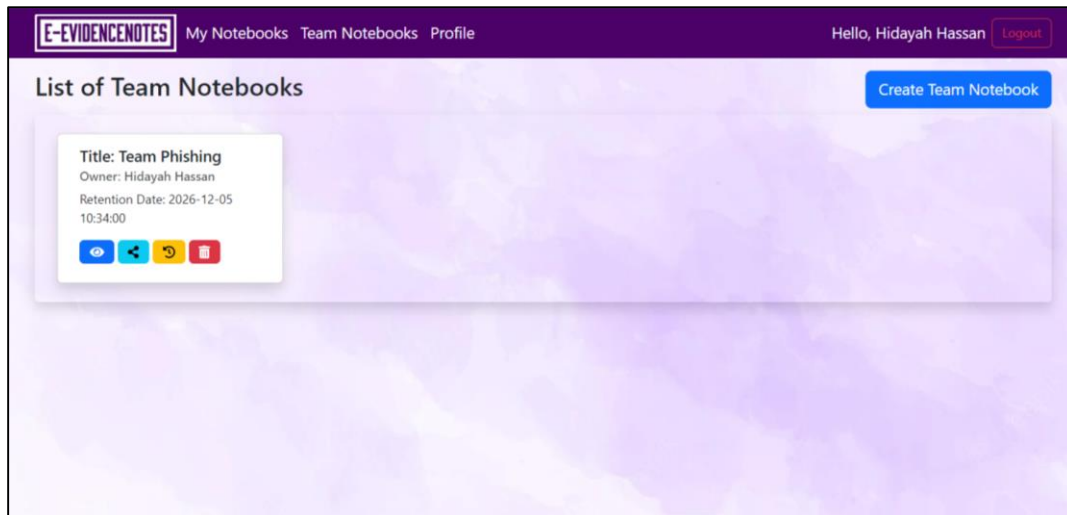 E-EVIDENCENOTES My Notebooks Team Notebooks Profile Hello, Hidayah Hassan Logout
List of Team Notebooks Create Team Notebook
Title: Team Phishing
Owner: Hidayah Hassan
Retention Date: 2026-12-05
10:34:00